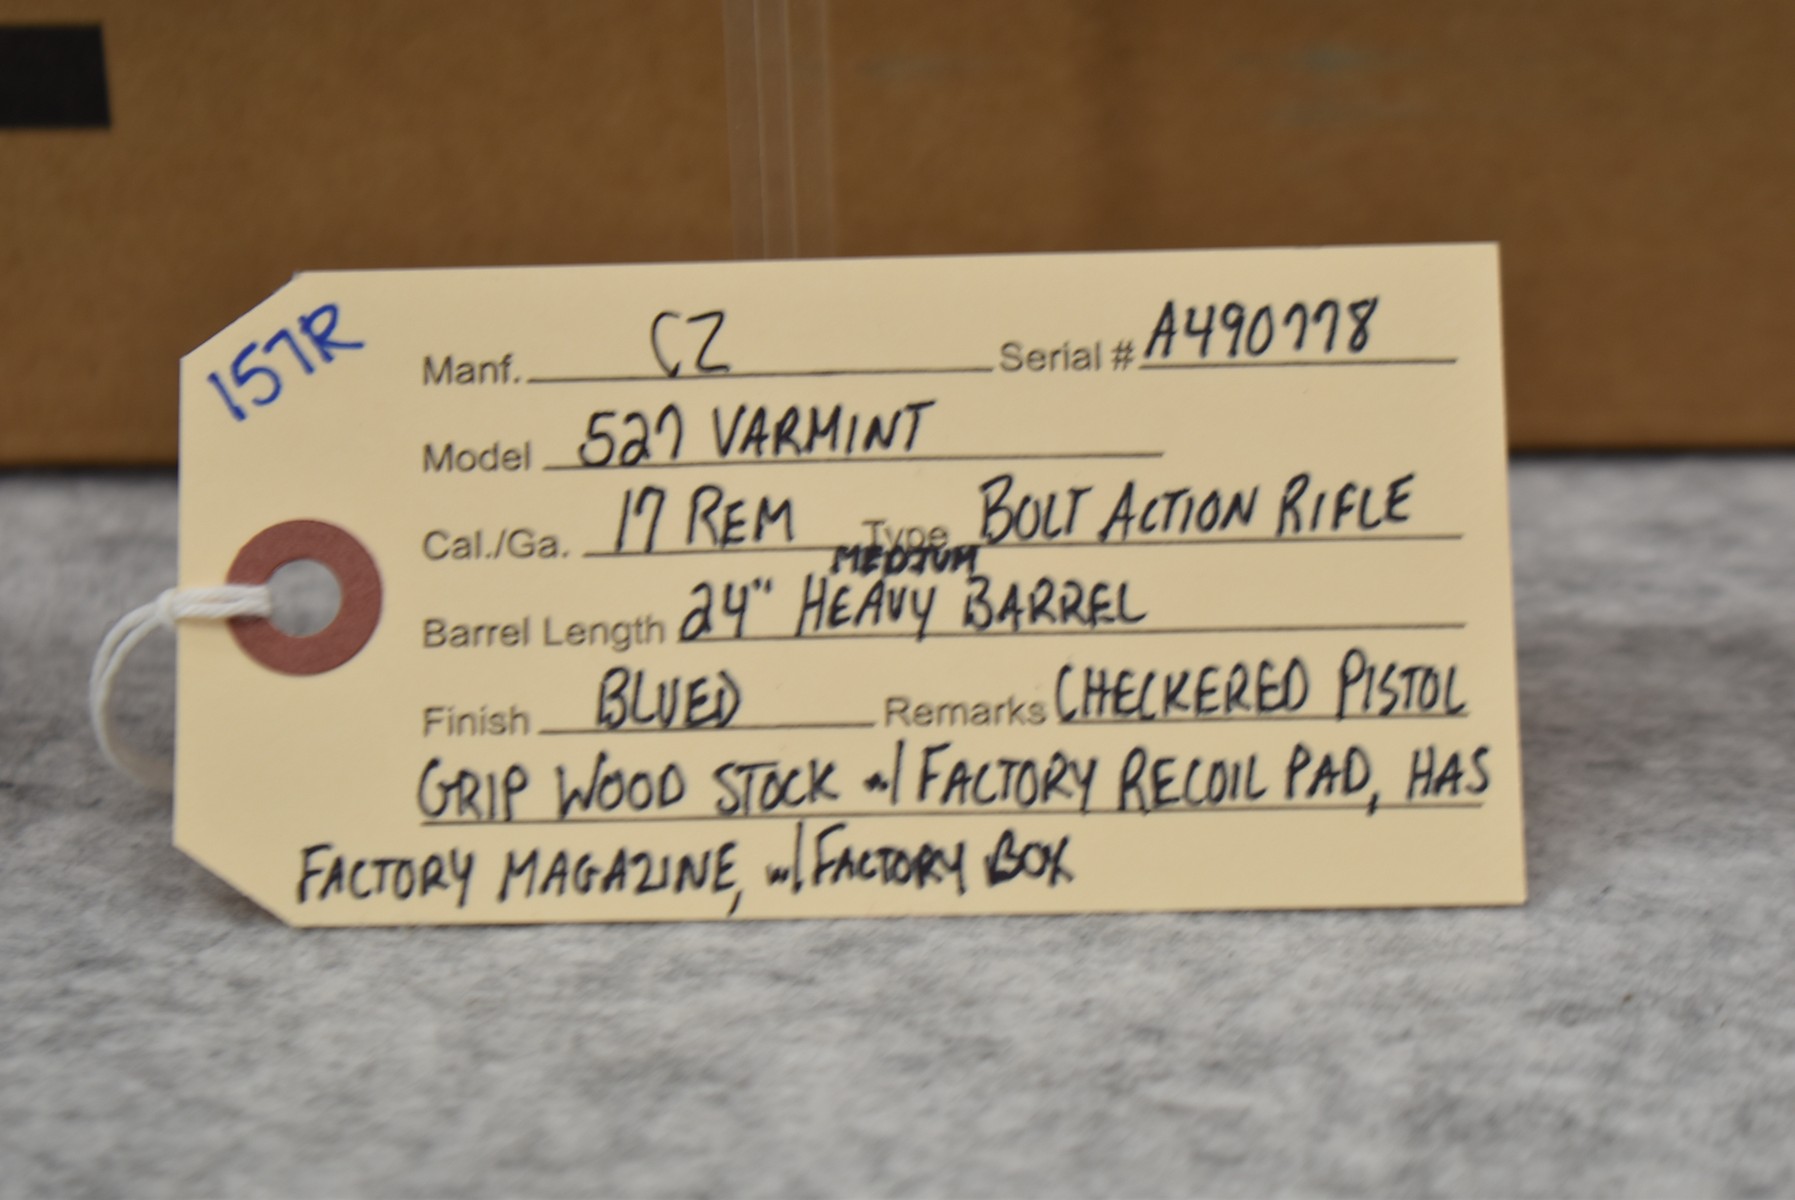 157R
Manf. CZ Serial # A490778
Model 527 VARMINT
Cal./Ga. 17 REM Type BOLT ACTION RIFLE
MEDIUM
Barrel Length 24" HEAVY BARREL
Finish BLUED Remarks CHECKERED PISTOL
GRIP WOOD STOCK w/ FACTORY RECOIL PAD, HAS
FACTORY MAGAZINE, w/ FACTORY BOX